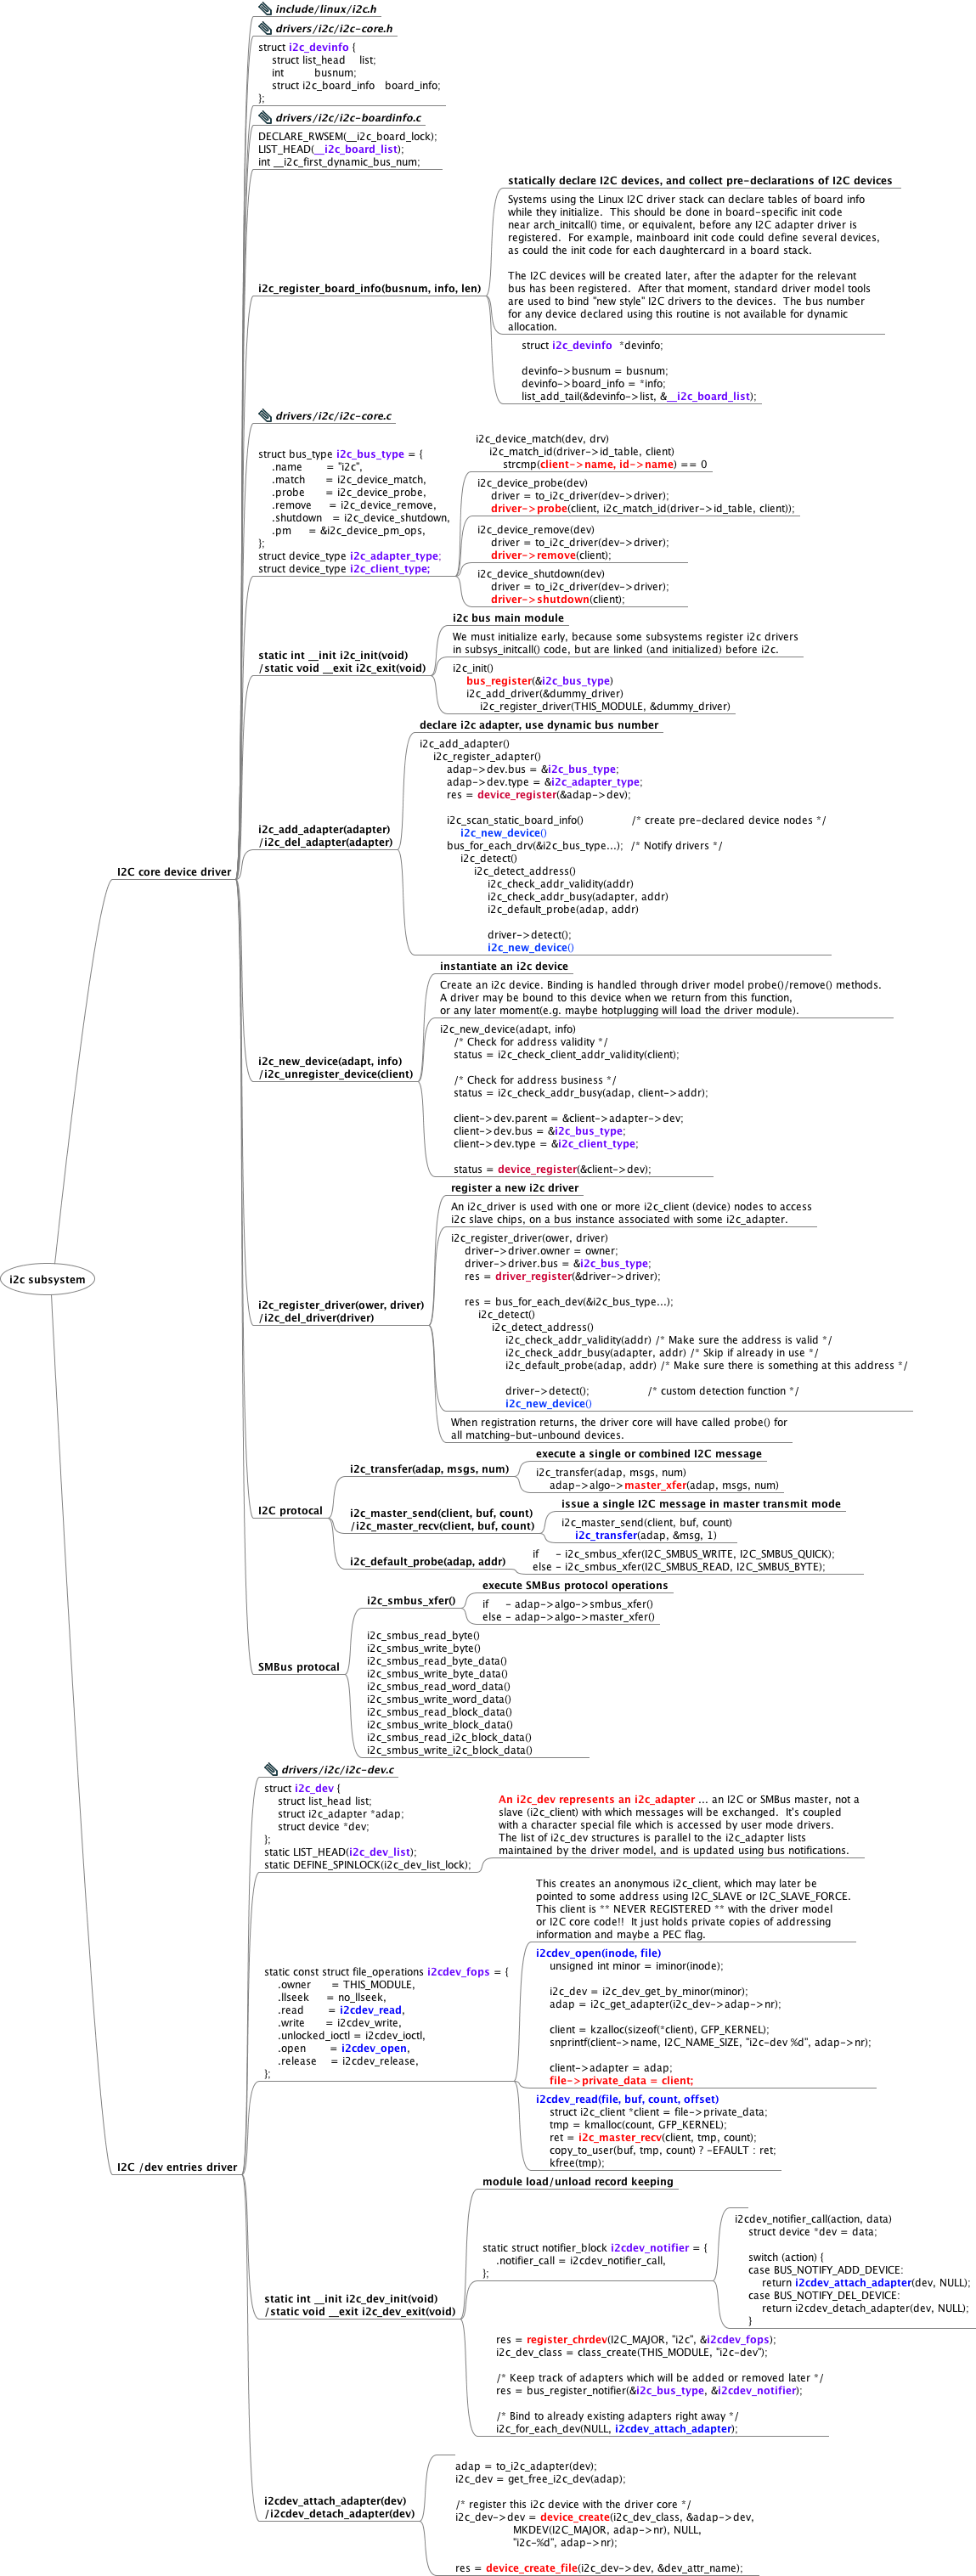 include/linux/i2c.h
drivers/i2c/i2c-core.h
struct i2c_devinfo {
struct list_head list;
int busnum;
struct i2c_board_info board_info;
};
drivers/i2c/i2c-boardinfo.c
DECLARE_RWSEM(__i2c_board_lock);
LIST_HEAD(__i2c_board_list);
int __i2c_first_dynamic_bus_num;
i2c_register_board_info(busnum, info, len)
statically declare I2C devices, and collect pre-declarations of I2C devices
Systems using the Linux I2C driver stack can declare tables of board info
while they initialize.  This should be done in board-specific init code
near arch_initcall() time, or equivalent, before any I2C adapter driver is
registered.  For example, mainboard init code could define several devices,
as could the init code for each daughtercard in a board stack.
The I2C devices will be created later, after the adapter for the relevant
bus has been registered.  After that moment, standard driver model tools
are used to bind "new style" I2C drivers to the devices.  The bus number
for any device declared using this routine is not available for dynamic
allocation.
struct i2c_devinfo *devinfo;
devinfo->busnum = busnum;
devinfo->board_info = *info;
list_add_tail(&devinfo->list, &__i2c_board_list);
drivers/i2c/i2c-core.c
struct bus_type i2c_bus_type = {
.name = "i2c",
.match = i2c_device_match,
.probe = i2c_device_probe,
.remove = i2c_device_remove,
.shutdown = i2c_device_shutdown,
.pm = &i2c_device_pm_ops,
};
struct device_type i2c_adapter_type;
struct device_type i2c_client_type;
i2c_device_match(dev, drv)
i2c_match_id(driver->id_table, client)
strcmp(client->name, id->name) == 0
i2c_device_probe(dev)
driver = to_i2c_driver(dev->driver);
driver->probe(client, i2c_match_id(driver->id_table, client));
i2c_device_remove(dev)
driver = to_i2c_driver(dev->driver);
driver->remove(client);
i2c_device_shutdown(dev)
driver = to_i2c_driver(dev->driver);
driver->shutdown(client);
static int __init i2c_init(void)
/static void __exit i2c_exit(void)
i2c bus main module
We must initialize early, because some subsystems register i2c drivers
in subsys_initcall() code, but are linked (and initialized) before i2c.
i2c_init()
bus_register(&i2c_bus_type)
i2c_add_driver(&dummy_driver)
i2c_register_driver(THIS_MODULE, &dummy_driver)
i2c_add_adapter(adapter)
/i2c_del_adapter(adapter)
declare i2c adapter, use dynamic bus number
i2c_add_adapter()
i2c_register_adapter()
adap->dev.bus = &i2c_bus_type;
adap->dev.type = &i2c_adapter_type;
res = device_register(&adap->dev);
i2c_scan_static_board_info() /* create pre-declared device nodes */
i2c_new_device()
bus_for_each_drv(&i2c_bus_type...); /* Notify drivers */
i2c_detect()
i2c_detect_address()
i2c_check_addr_validity(addr)
i2c_check_addr_busy(adapter, addr)
i2c_default_probe(adap, addr)
driver->detect();
i2c_new_device()
I2C core device driver
i2c_new_device(adapt, info)
/i2c_unregister_device(client)
instantiate an i2c device
Create an i2c device. Binding is handled through driver model probe()/remove() methods.
A driver may be bound to this device when we return from this function,
or any later moment(e.g. maybe hotplugging will load the driver module).
i2c_new_device(adapt, info)
/* Check for address validity */
status = i2c_check_client_addr_validity(client);
/* Check for address business */
status = i2c_check_addr_busy(adap, client->addr);
client->dev.parent = &client->adapter->dev;
client->dev.bus = &i2c_bus_type;
client->dev.type = &i2c_client_type;
status = device_register(&client->dev);
i2c_register_driver(ower, driver)
/i2c_del_driver(driver)
register a new i2c driver
An i2c_driver is used with one or more i2c_client (device) nodes to access
i2c slave chips, on a bus instance associated with some i2c_adapter.
i2c_register_driver(ower, driver)
driver->driver.owner = owner;
driver->driver.bus = &i2c_bus_type;
res = driver_register(&driver->driver);
res = bus_for_each_dev(&i2c_bus_type...);
i2c_detect()
i2c_detect_address()
i2c_check_addr_validity(addr) /* Make sure the address is valid */
i2c_check_addr_busy(adapter, addr) /* Skip if already in use */
i2c_default_probe(adap, addr) /* Make sure there is something at this address */
driver->detect(); /* custom detection function */
i2c_new_device()
When registration returns, the driver core will have called probe() for
all matching-but-unbound devices.
i2c subsystem
I2C protocal
i2c_transfer(adap, msgs, num)
execute a single or combined I2C message
i2c_transfer(adap, msgs, num)
adap->algo->master_xfer(adap, msgs, num)
i2c_master_send(client, buf, count)
/i2c_master_recv(client, buf, count)
issue a single I2C message in master transmit mode
i2c_master_send(client, buf, count)
i2c_transfer(adap, &msg, 1)
i2c_default_probe(adap, addr)
if - i2c_smbus_xfer(I2C_SMBUS_WRITE, I2C_SMBUS_QUICK);
else - i2c_smbus_xfer(I2C_SMBUS_READ, I2C_SMBUS_BYTE);
SMBus protocal
i2c_smbus_xfer()
execute SMBus protocol operations
if - adap->algo->smbus_xfer()
else - adap->algo->master_xfer()
i2c_smbus_read_byte()
i2c_smbus_write_byte()
i2c_smbus_read_byte_data()
i2c_smbus_write_byte_data()
i2c_smbus_read_word_data()
i2c_smbus_write_word_data()
i2c_smbus_read_block_data()
i2c_smbus_write_block_data()
i2c_smbus_read_i2c_block_data()
i2c_smbus_write_i2c_block_data()
drivers/i2c/i2c-dev.c
struct i2c_dev {
struct list_head list;
struct i2c_adapter *adap;
struct device *dev;
};
static LIST_HEAD(i2c_dev_list);
static DEFINE_SPINLOCK(i2c_dev_list_lock);
An i2c_dev represents an i2c_adapter ... an I2C or SMBus master, not a
slave (i2c_client) with which messages will be exchanged.  It's coupled
with a character special file which is accessed by user mode drivers.
The list of i2c_dev structures is parallel to the i2c_adapter lists
maintained by the driver model, and is updated using bus notifications.
static const struct file_operations i2cdev_fops = {
.owner = THIS_MODULE,
.llseek = no_llseek,
.read = i2cdev_read,
.write = i2cdev_write,
.unlocked_ioctl = i2cdev_ioctl,
.open = i2cdev_open,
.release = i2cdev_release,
};
This creates an anonymous i2c_client, which may later be
pointed to some address using I2C_SLAVE or I2C_SLAVE_FORCE.
This client is ** NEVER REGISTERED ** with the driver model
or I2C core code!!  It just holds private copies of addressing
information and maybe a PEC flag.
i2cdev_open(inode, file)
unsigned int minor = iminor(inode);
i2c_dev = i2c_dev_get_by_minor(minor);
adap = i2c_get_adapter(i2c_dev->adap->nr);
client = kzalloc(sizeof(*client), GFP_KERNEL);
snprintf(client->name, I2C_NAME_SIZE, "i2c-dev %d", adap->nr);
client->adapter = adap;
file->private_data = client;
i2cdev_read(file, buf, count, offset)
struct i2c_client *client = file->private_data;
tmp = kmalloc(count, GFP_KERNEL);
ret = i2c_master_recv(client, tmp, count);
copy_to_user(buf, tmp, count) ? -EFAULT : ret;
kfree(tmp);
I2C /dev entries driver
static int __init i2c_dev_init(void)
/static void __exit i2c_dev_exit(void)
module load/unload record keeping
static struct notifier_block i2cdev_notifier = {
.notifier_call = i2cdev_notifier_call,
};
i2cdev_notifier_call(action, data)
struct device *dev = data;
switch (action) {
case BUS_NOTIFY_ADD_DEVICE:
return i2cdev_attach_adapter(dev, NULL);
case BUS_NOTIFY_DEL_DEVICE:
return i2cdev_detach_adapter(dev, NULL);
}
res = register_chrdev(I2C_MAJOR, "i2c", &i2cdev_fops);
i2c_dev_class = class_create(THIS_MODULE, "i2c-dev");
/* Keep track of adapters which will be added or removed later */
res = bus_register_notifier(&i2c_bus_type, &i2cdev_notifier);
/* Bind to already existing adapters right away */
i2c_for_each_dev(NULL, i2cdev_attach_adapter);
i2cdev_attach_adapter(dev)
/i2cdev_detach_adapter(dev)
adap = to_i2c_adapter(dev);
i2c_dev = get_free_i2c_dev(adap);
/* register this i2c device with the driver core */
i2c_dev->dev = device_create(i2c_dev_class, &adap->dev,
MKDEV(I2C_MAJOR, adap->nr), NULL,
"i2c-%d", adap->nr);
res = device_create_file(i2c_dev->dev, &dev_attr_name);